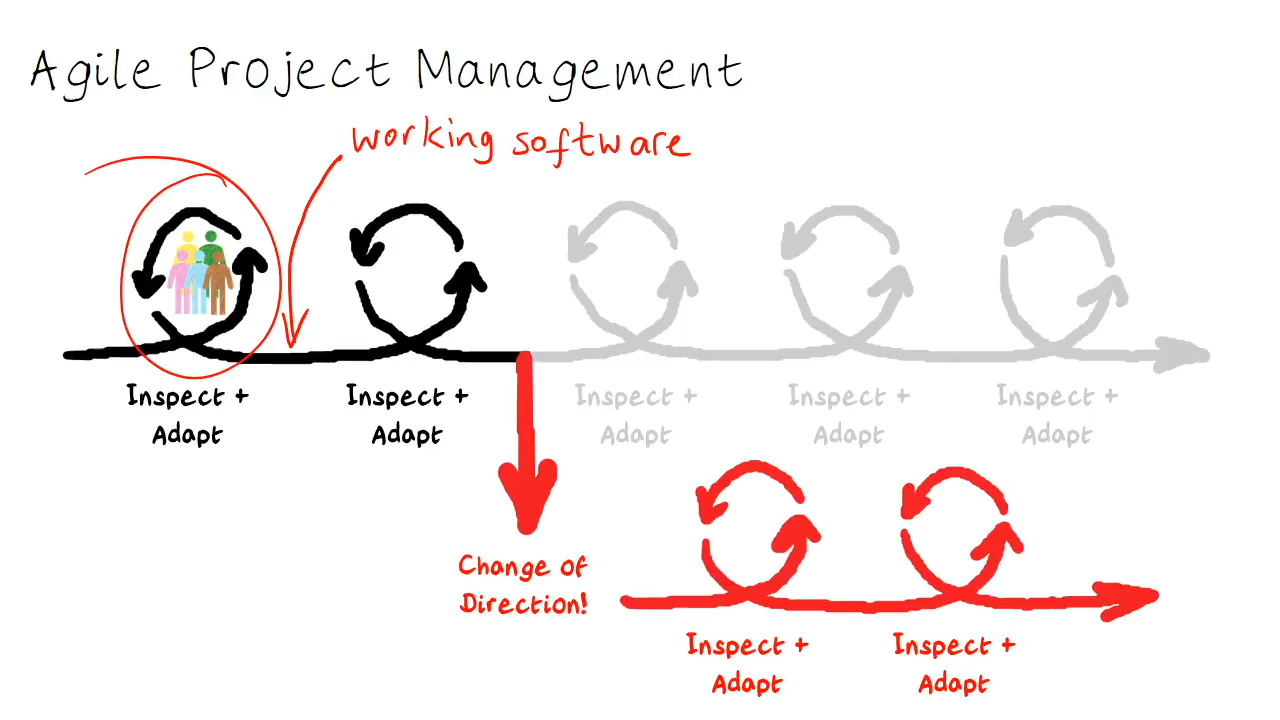 Agile Project Management
working software
Inspect +
Adapt
Inspect +
Adapt
Inspect +
Adapt
Inspect +
Adapt
Inspect +
Adapt
Change of
Direction!
Inspect +
Adapt
Inspect +
Adapt